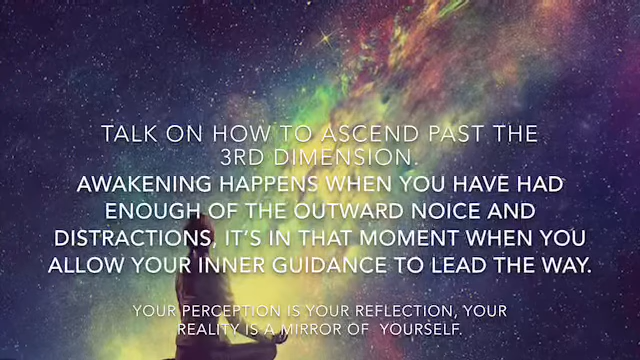 TALK ON HOW TO ASCEND PAST THE
3RD DIMENSION.
AWAKENING HAPPENS WHEN YOU HAVE HAD
ENOUGH OF THE OUTWARD NOICE AND
DISTRACTIONS, IT'S IN THAT MOMENT WHEN YOU
ALLOW YOUR INNER GUIDANCE TO LEAD THE WAY.
YOUR PERCEPTION IS YOUR REFLECTION, YOUR
REALITY IS A MIRROR OF YOURSELF.